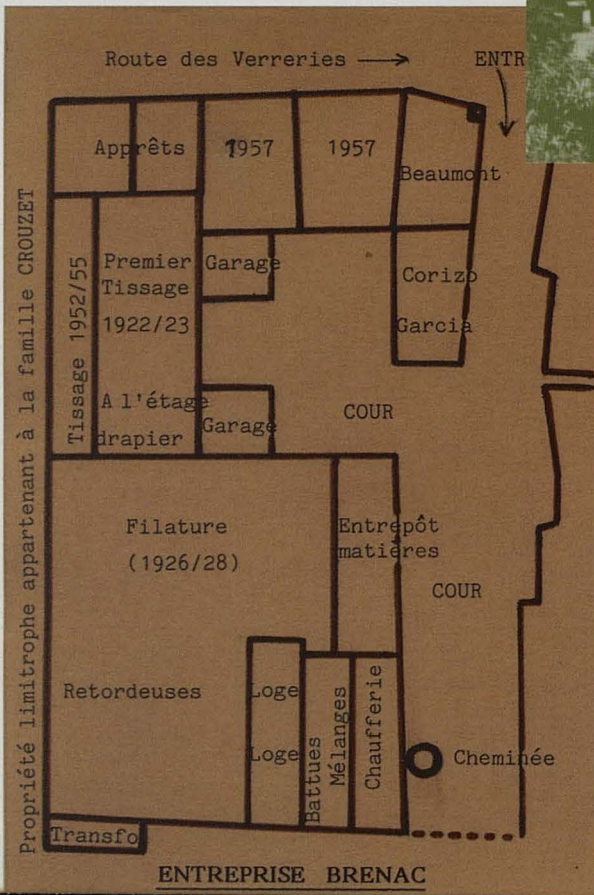 Route des Verreries →
ENTR
Apprêts
1957
1957
Beaumont
Propriété limitrophe appartenant à la famille CROUZET
Tissage 1952/55
Premier
Tissage
1922/23
A l'étage
drapier
Garage
Garage
Corizo
Garcia
COUR
Filature
(1926/28)
Entrepôt
matières
COUR
Retordeuses
Loge
Loge
Battues
Mélanges
Chaufferie
Cheminée
Transfo
ENTREPRISE BRENAC